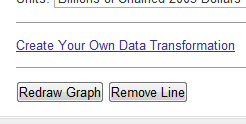 Units: Billions of Chained 2005 Dollars
Create Your Own Data Transformation
Redraw Graph Remove Line